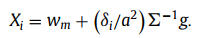 Xᵢ = wₘ + (δᵢ/a²) Σ⁻¹g.